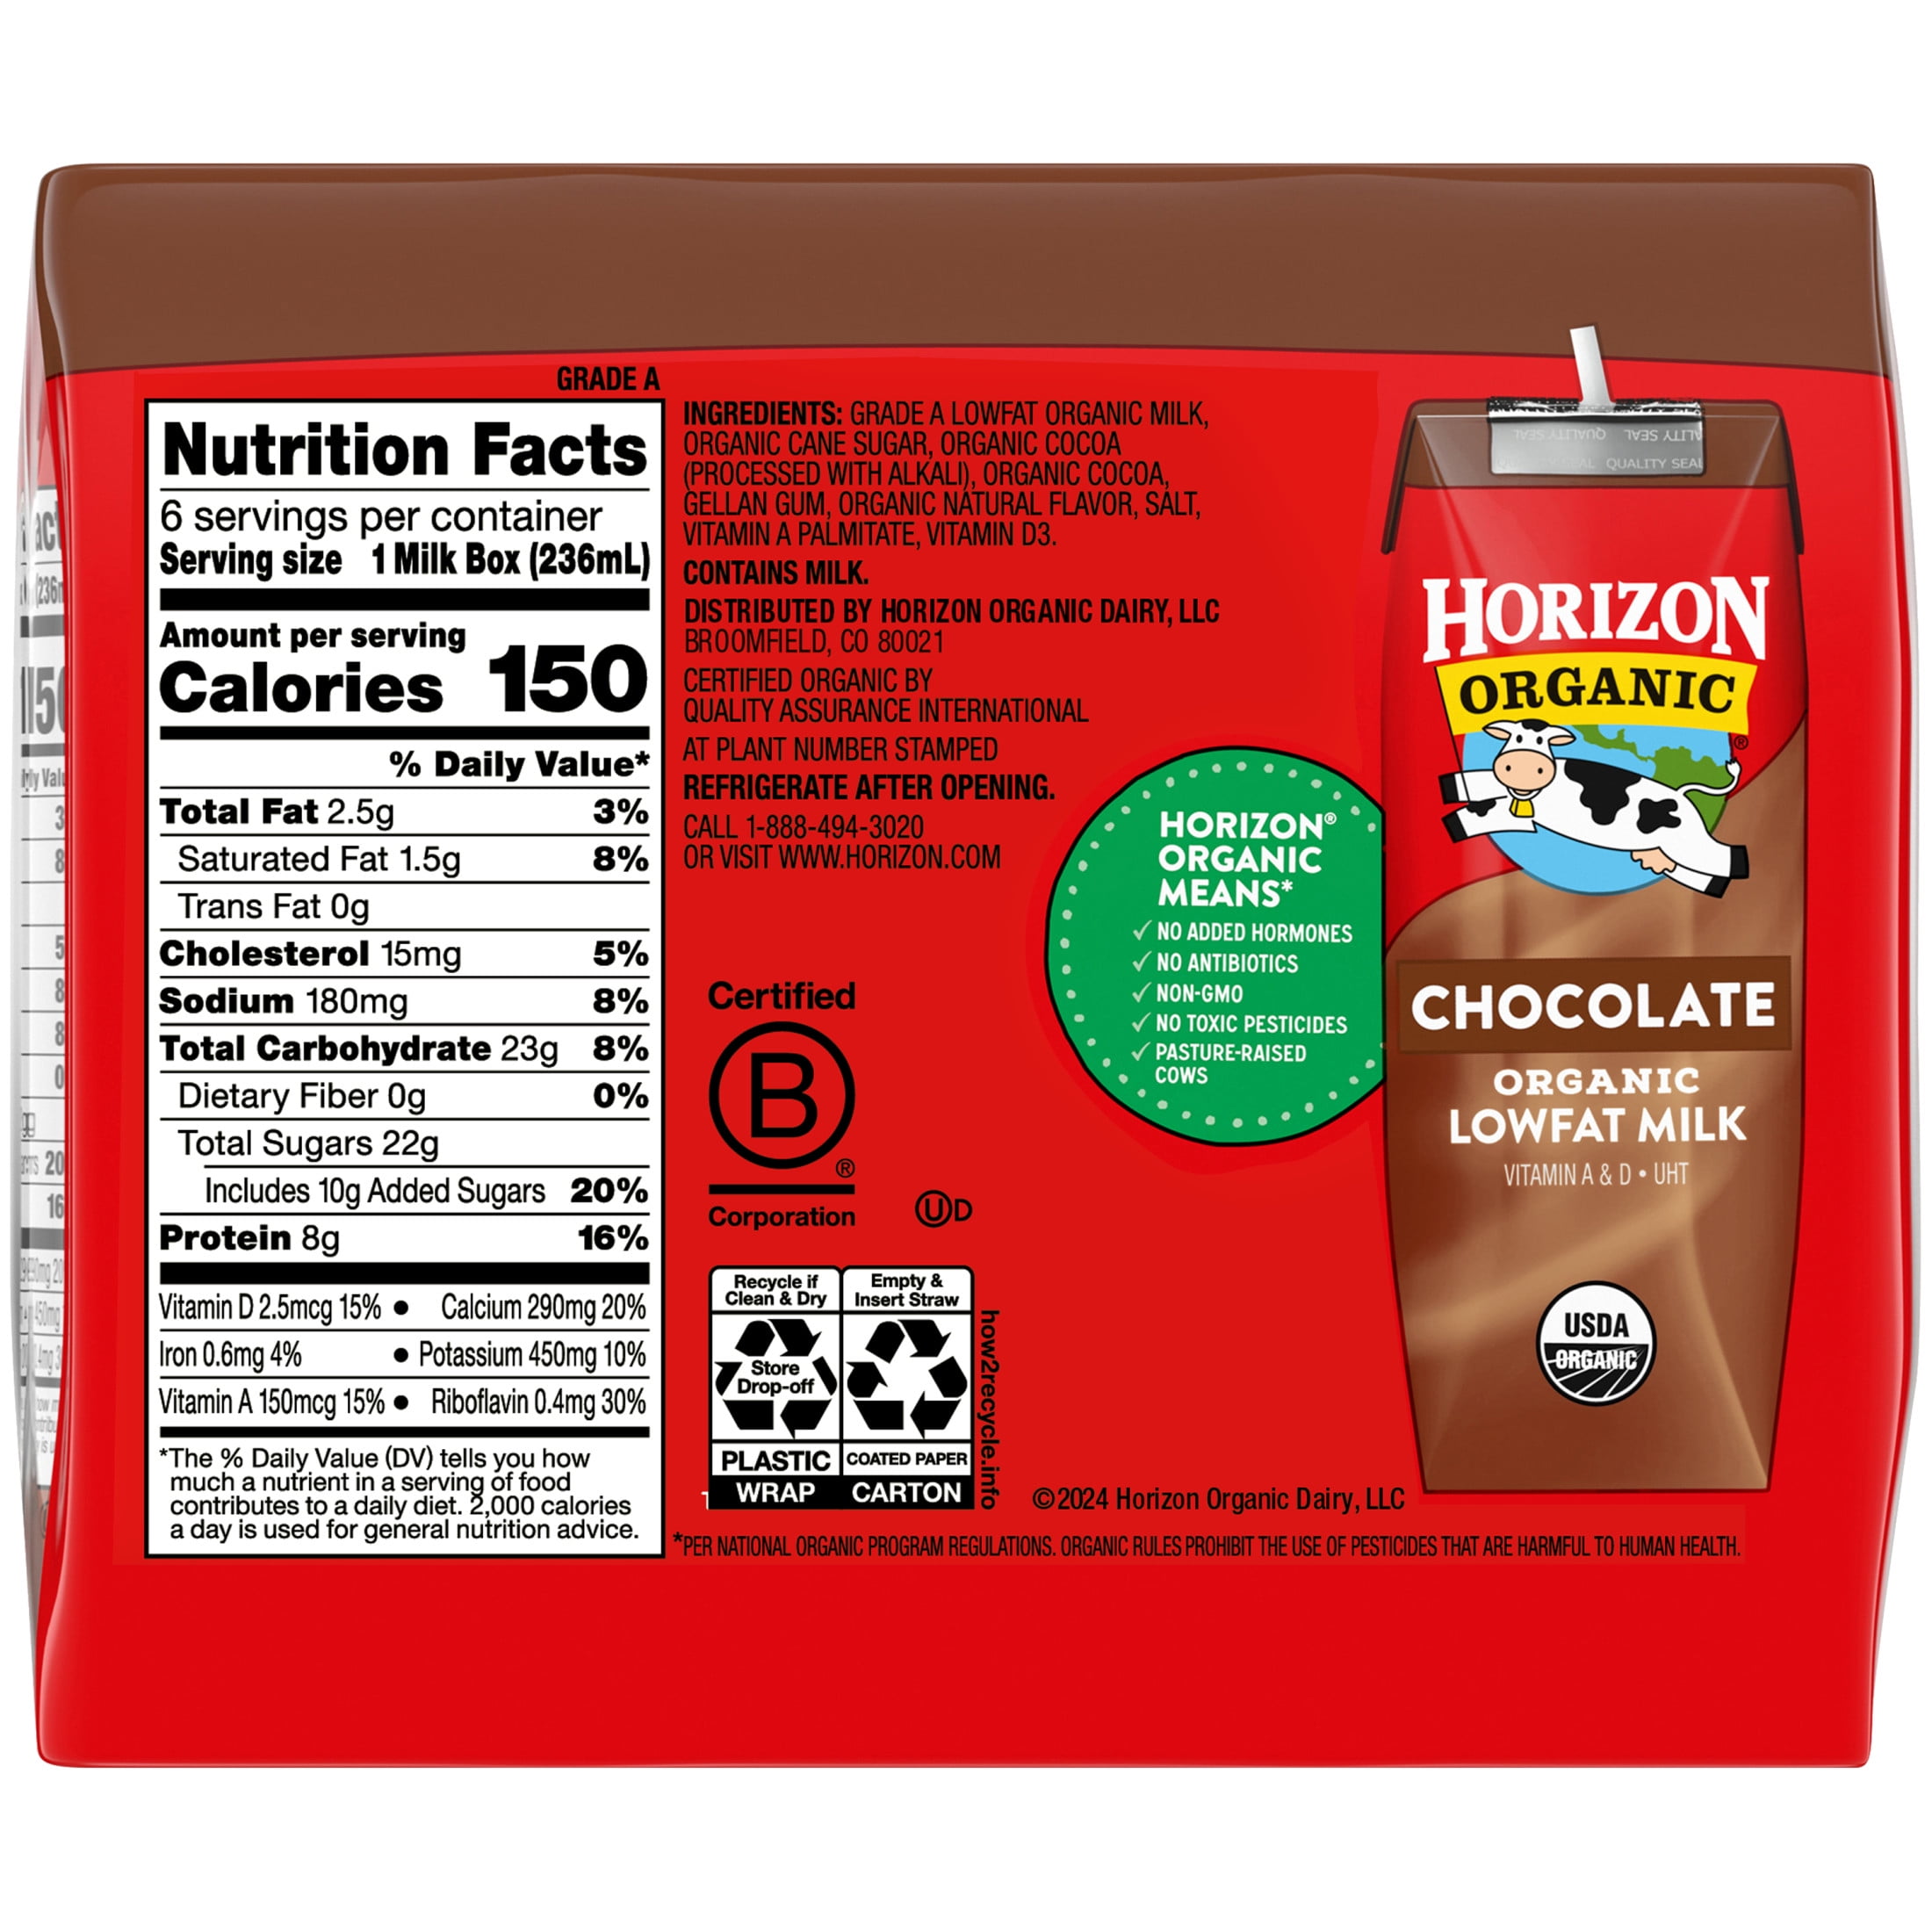 GRADE A
Nutrition Facts
6 servings per container
Serving size 1 Milk Box (236mL)
Amount per serving
Calories 150
% Daily Value*
Total Fat 2.5g 3%
Saturated Fat 1.5g 8%
Trans Fat 0g
Cholesterol 15mg 5%
Sodium 180mg 8%
Total Carbohydrate 23g 8%
Dietary Fiber 0g 0%
Total Sugars 22g
Includes 10g Added Sugars 20%
Protein 8g 16%
Vitamin D 2.5mcg 15% • Calcium 290mg 20%
Iron 0.6mg 4% • Potassium 450mg 10%
Vitamin A 150mcg 15% • Riboflavin 0.4mg 30%
*The % Daily Value (DV) tells you how
much a nutrient in a serving of food
contributes to a daily diet. 2,000 calories
a day is used for general nutrition advice.
INGREDIENTS: GRADE A LOWFAT ORGANIC MILK,
ORGANIC CANE SUGAR, ORGANIC COCOA
(PROCESSED WITH ALKALI), ORGANIC COCOA,
GELLAN GUM, ORGANIC NATURAL FLAVOR, SALT,
VITAMIN A PALMITATE, VITAMIN D3.
CONTAINS MILK.
DISTRIBUTED BY HORIZON ORGANIC DAIRY, LLC
BROOMFIELD, CO 80021
CERTIFIED ORGANIC BY
QUALITY ASSURANCE INTERNATIONAL
AT PLANT NUMBER STAMPED
REFRIGERATE AFTER OPENING.
CALL 1-888-494-3020
OR VISIT WWW.HORIZON.COM
HORIZON®
ORGANIC
MEANS*
✓ NO ADDED HORMONES
✓ NO ANTIBIOTICS
✓ NON-GMO
✓ NO TOXIC PESTICIDES
✓ PASTURE-RAISED
COWS
Certified
B
®
Corporation
UD
Recycle if
Clean & Dry
Store
Drop-off
PLASTIC
WRAP
Empty &
Insert Straw
COATED PAPER
CARTON
how2recycle.info
©2024 Horizon Organic Dairy, LLC
*PER NATIONAL ORGANIC PROGRAM REGULATIONS. ORGANIC RULES PROHIBIT THE USE OF PESTICIDES THAT ARE HARMFUL TO HUMAN HEALTH.
QUALITY SEAL
QUALITY SEAL
HORIZON
ORGANIC
®
CHOCOLATE
ORGANIC
LOWFAT MILK
VITAMIN A & D • UHT
USDA
ORGANIC